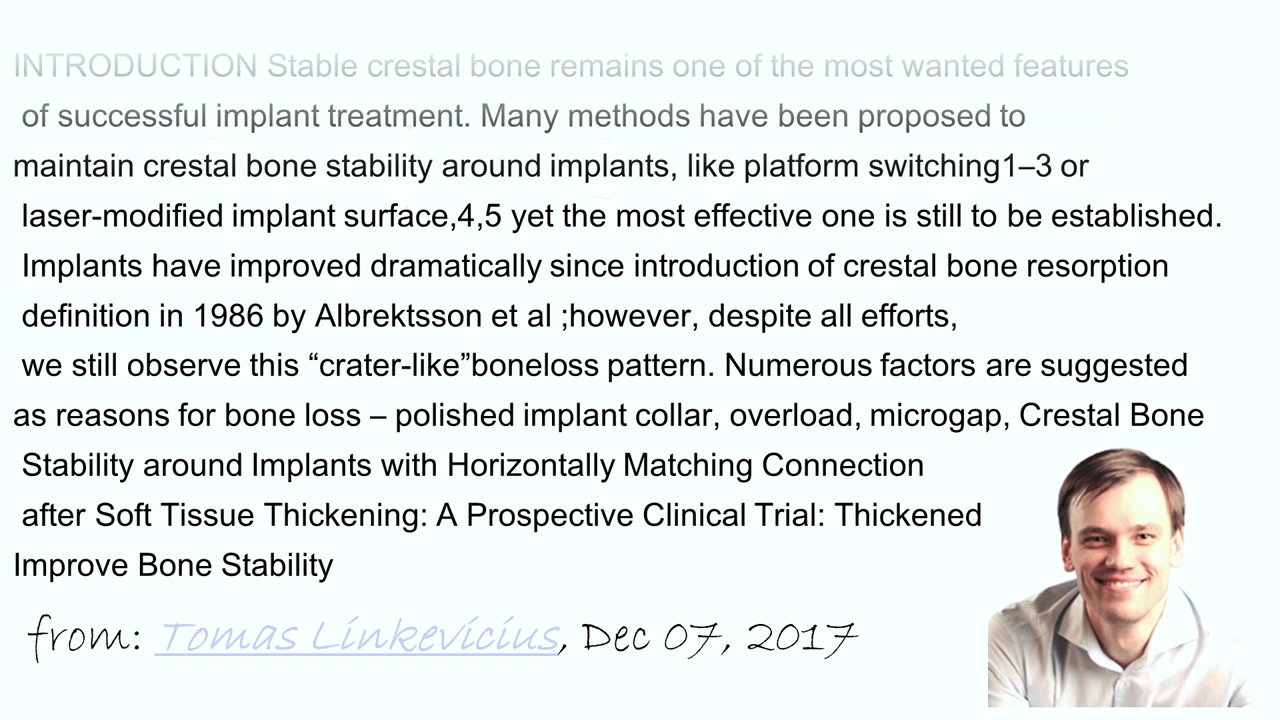 INTRODUCTION Stable crestal bone remains one of the most wanted features
of successful implant treatment. Many methods have been proposed to
maintain crestal bone stability around implants, like platform switching1–3 or
laser-modified implant surface,4,5 yet the most effective one is still to be established.
Implants have improved dramatically since introduction of crestal bone resorption
definition in 1986 by Albrektsson et al ;however, despite all efforts,
we still observe this “crater-like”boneloss pattern. Numerous factors are suggested
as reasons for bone loss – polished implant collar, overload, microgap, Crestal Bone
Stability around Implants with Horizontally Matching Connection
after Soft Tissue Thickening: A Prospective Clinical Trial: Thickened
Improve Bone Stability
from: Tomas Linkevicius, Dec 07, 2017